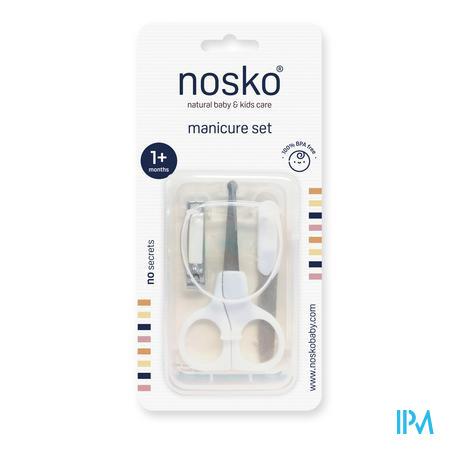 nosko®
natural baby & kids care
manicure set
1+
months
100% BPA free
no secrets
www.noskobaby.com
IPM